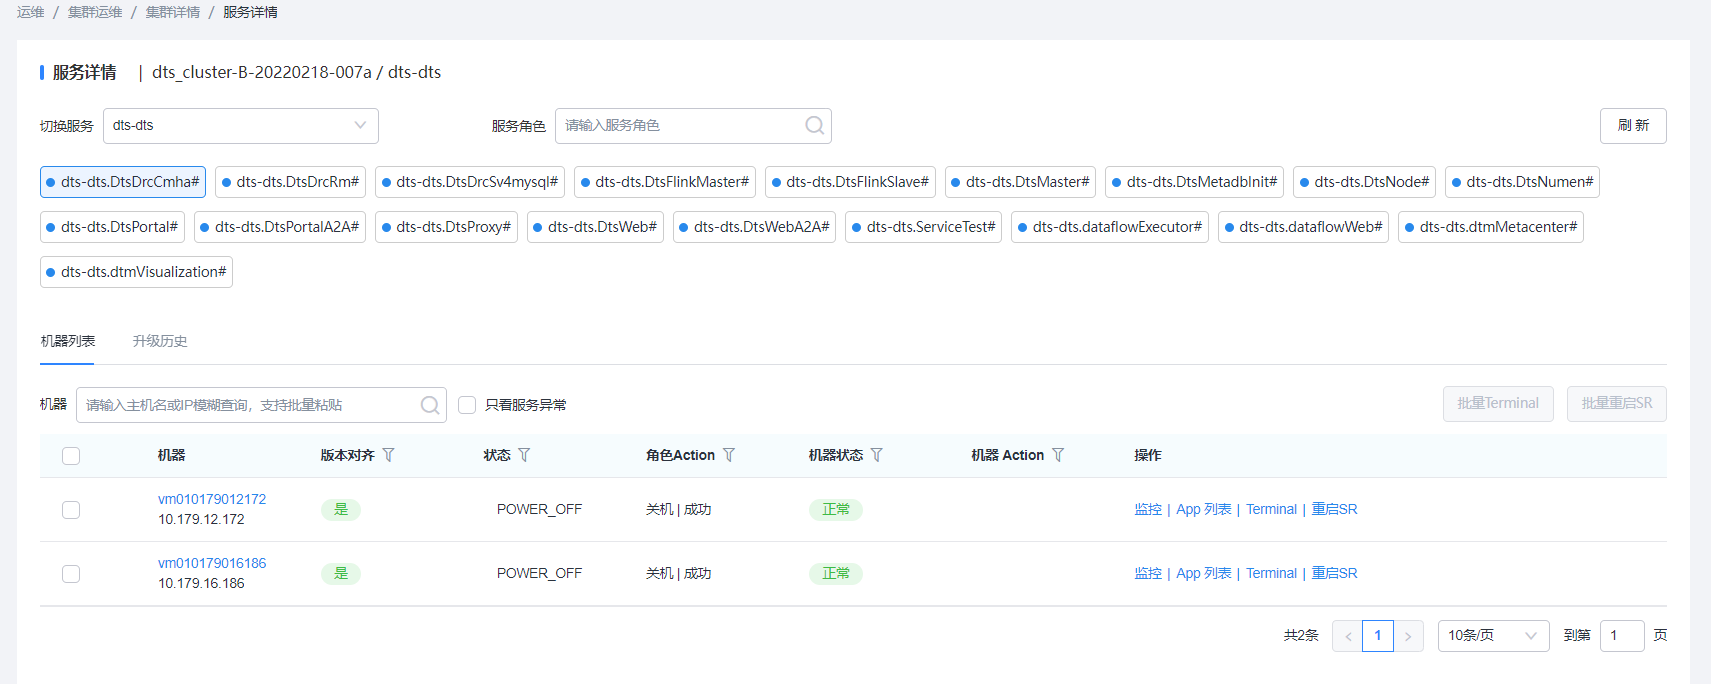 运维 / 集群运维 / 集群详情 / 服务详情
服务详情 | dts_cluster-B-20220218-007a / dts-dts
切换服务 dts-dts 服务角色 请输入服务角色 刷 新
dts-dts.DtsDrcCmha# dts-dts.DtsDrcRm# dts-dts.DtsDrcSv4mysql# dts-dts.DtsFlinkMaster# dts-dts.DtsFlinkSlave# dts-dts.DtsMaster# dts-dts.DtsMetadbInit# dts-dts.DtsNode# dts-dts.DtsNumen#
dts-dts.DtsPortal# dts-dts.DtsPortalA2A# dts-dts.DtsProxy# dts-dts.DtsWeb# dts-dts.DtsWebA2A# dts-dts.ServiceTest# dts-dts.dataflowExecutor# dts-dts.dataflowWeb# dts-dts.dtmMetacenter#
dts-dts.dtmVisualization#
机器列表 升级历史
机器 请输入主机名或IP模糊查询，支持批量粘贴 只看服务异常 批量Terminal 批量重启SR
机器 版本对齐 状态 角色Action 机器状态 机器 Action 操作
vm010179012172
10.179.12.172 是 POWER_OFF 关机 | 成功 正常 监控 | App 列表 | Terminal | 重启SR
vm010179016186
10.179.16.186 是 POWER_OFF 关机 | 成功 正常 监控 | App 列表 | Terminal | 重启SR
共2条 < 1 > 10条/页 到第 1 页